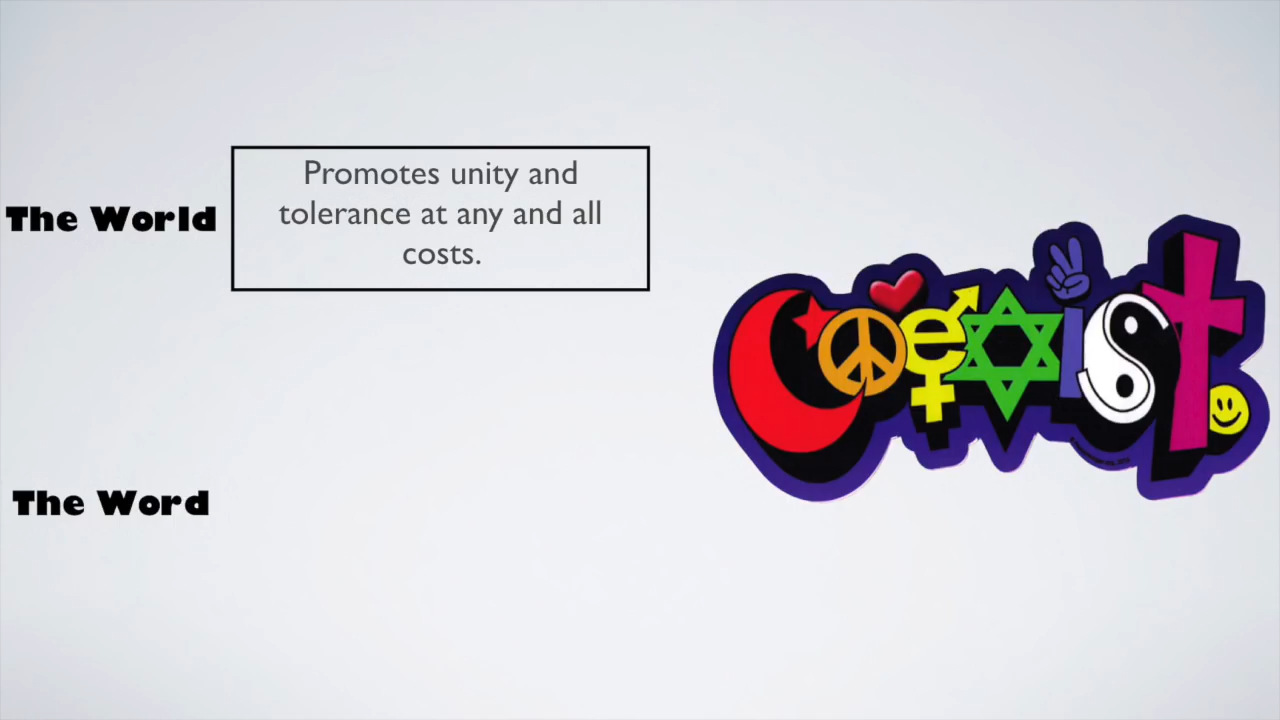 Promotes unity and
tolerance at any and all
costs.
The World
Coexist
The Word